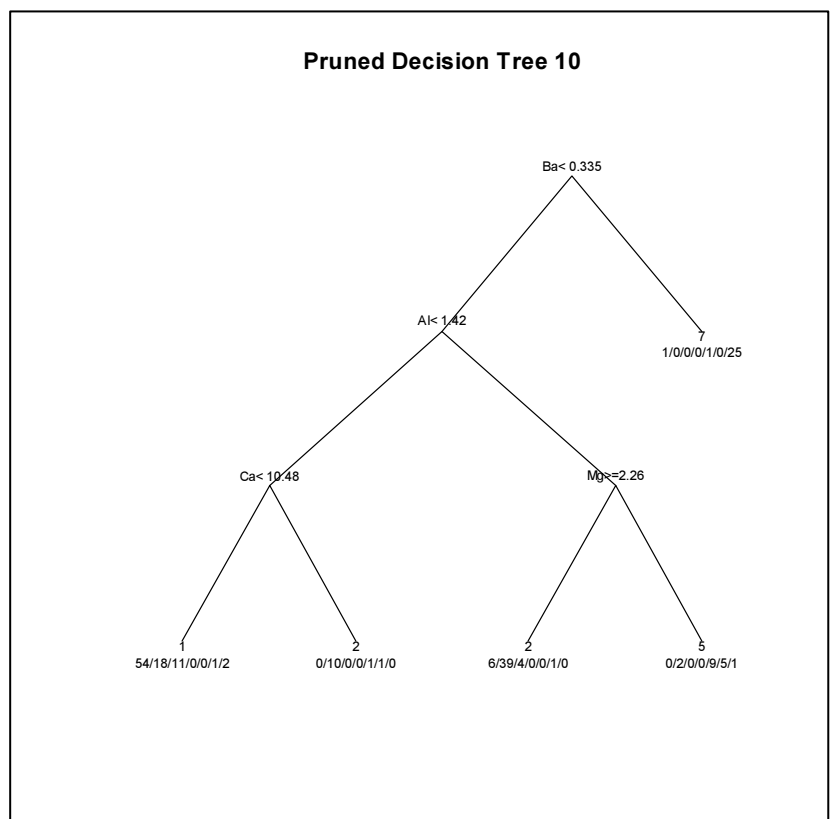 Pruned Decision Tree 10
Ba< 0.335
Al< 1.42
7
1/0/0/0/1/0/25
Ca< 10.48
Mg>=2.26
1
54/18/11/0/0/1/2
2
0/10/0/0/1/1/0
2
6/39/4/0/0/1/0
5
0/2/0/0/9/5/1